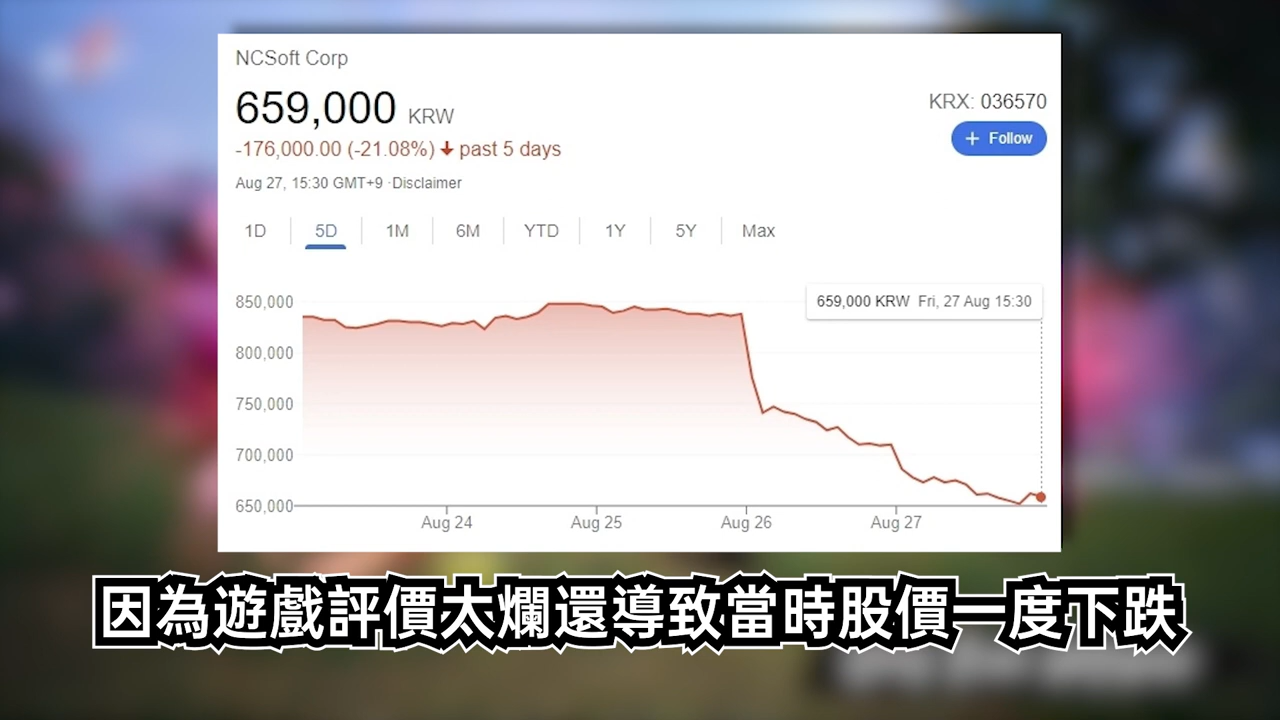 NCSoft Corp
659,000 KRW
KRX: 036570
-176,000.00 (-21.08%) ↓ past 5 days
+ Follow
Aug 27, 15:30 GMT+9 ·Disclaimer
1D 5D 1M 6M YTD 1Y 5Y Max
659,000 KRW Fri, 27 Aug 15:30
850,000
800,000
750,000
700,000
650,000
Aug 24 Aug 25 Aug 26 Aug 27
因為遊戲評價太爛還導致當時股價一度下跌